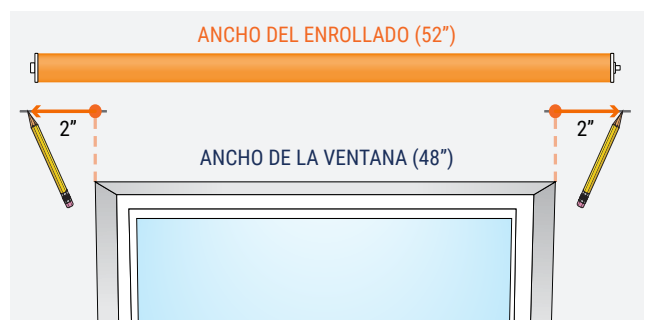 ANCHO DEL ENROLLADO (52”)
2”
2”
ANCHO DE LA VENTANA (48”)